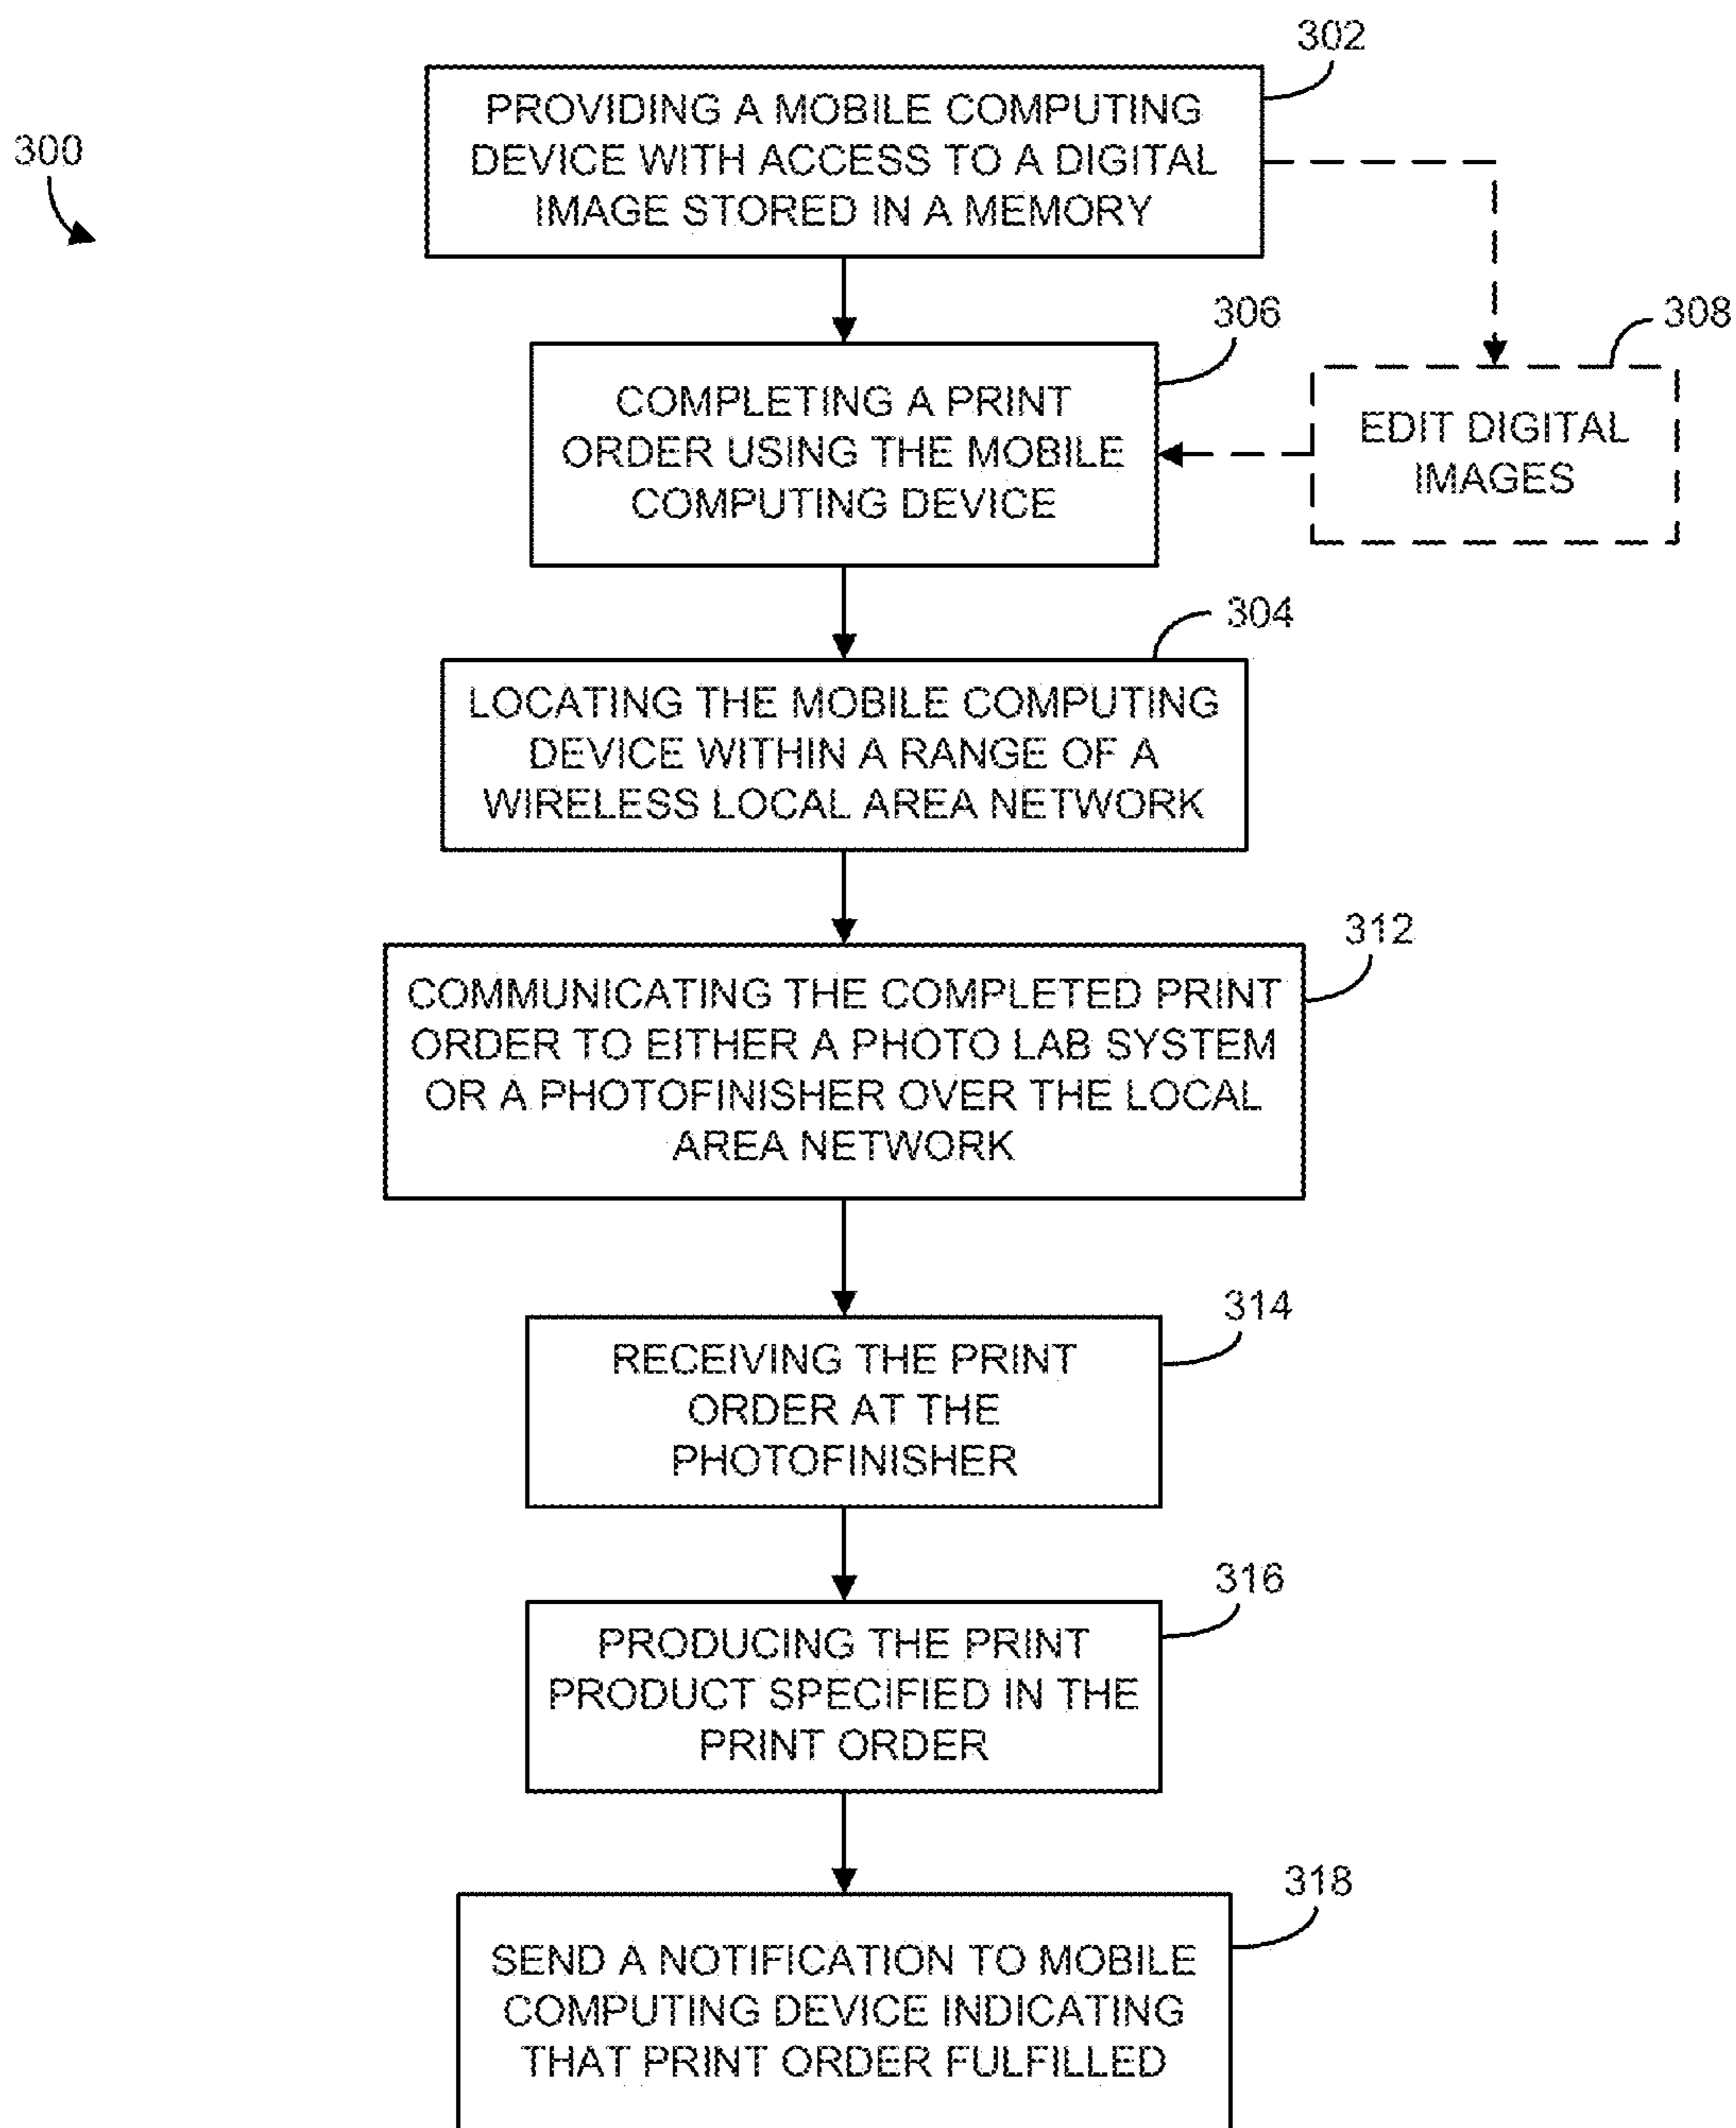 302
PROVIDING A MOBILE COMPUTING
DEVICE WITH ACCESS TO A DIGITAL
IMAGE STORED IN A MEMORY
300
306
308
COMPLETING A PRINT
ORDER USING THE MOBILE
COMPUTING DEVICE
EDIT DIGITAL
IMAGES
304
LOCATING THE MOBILE COMPUTING
DEVICE WITHIN A RANGE OF A
WIRELESS LOCAL AREA NETWORK
312
COMMUNICATING THE COMPLETED PRINT
ORDER TO EITHER A PHOTO LAB SYSTEM
OR A PHOTOFINISHER OVER THE LOCAL
AREA NETWORK
314
RECEIVING THE PRINT
ORDER AT THE
PHOTOFINISHER
316
PRODUCING THE PRINT
PRODUCT SPECIFIED IN THE
PRINT ORDER
318
SEND A NOTIFICATION TO MOBILE
COMPUTING DEVICE INDICATING
THAT PRINT ORDER FULFILLED